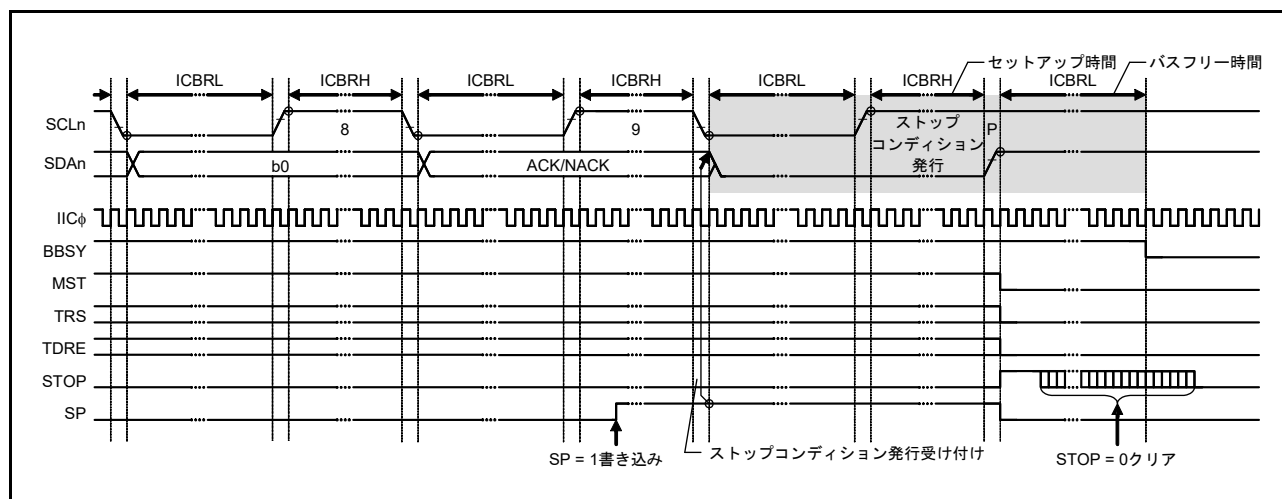 セットアップ時間 バスフリー時間
ICBRL ICBRH ICBRL ICBRH ICBRL ICBRH ICBRL
SCLn 8 9 ストップ P
コンディション
発行
SDAn b0 ACK/NACK
IICφ
BBSY
MST
TRS
TDRE
STOP
SP
SP = 1書き込み ストップコンディション発行受け付け STOP = 0クリア